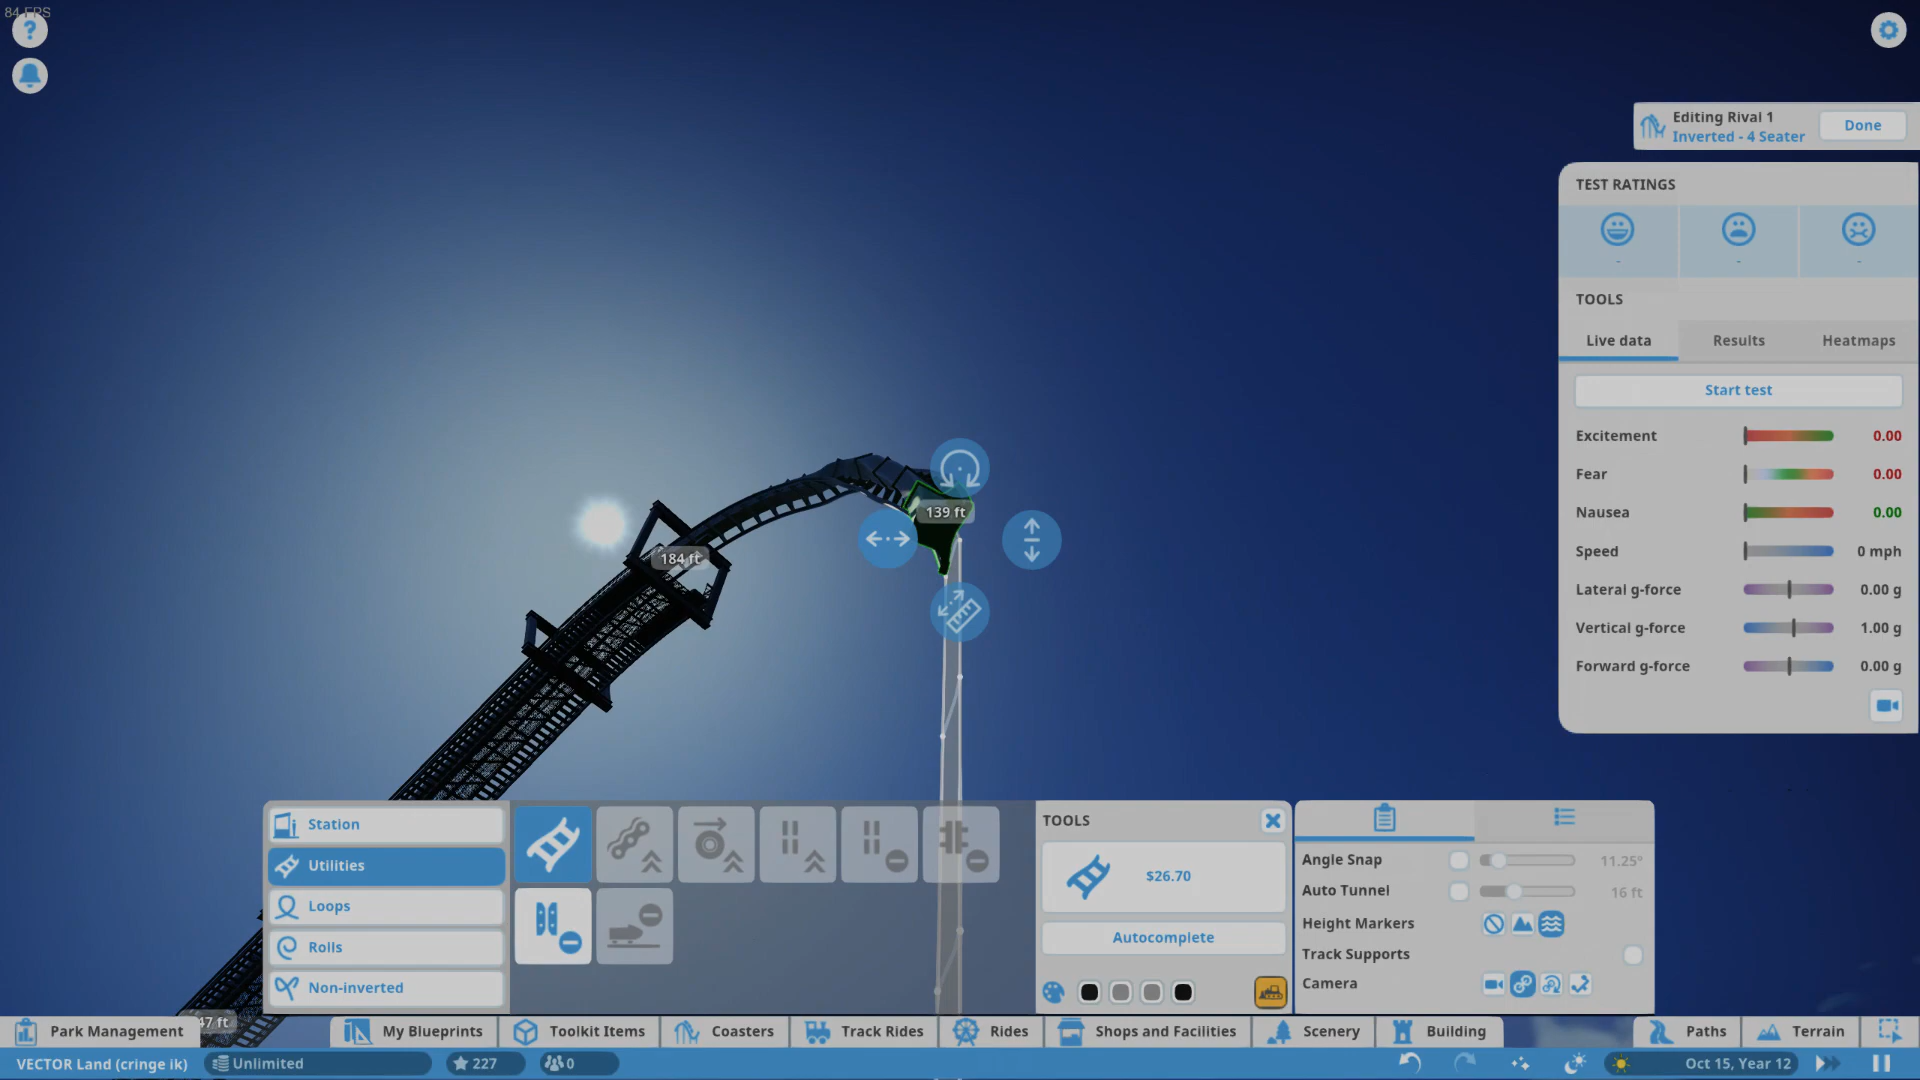 84 FPS
?
Editing Rival 1
Inverted - 4 Seater
Done
TEST RATINGS
- - -
TOOLS
Live data Results Heatmaps
Start test
Excitement 0.00
Fear 0.00
Nausea 0.00
Speed 0 mph
Lateral g-force 0.00 g
Vertical g-force 1.00 g
Forward g-force 0.00 g
139 ft
184 ft
47 ft
Station
Utilities
Loops
Rolls
Non-inverted
TOOLS
$26.70
Autocomplete
Angle Snap 11.25°
Auto Tunnel 16 ft
Height Markers
Track Supports
Camera
Park Management My Blueprints Toolkit Items Coasters Track Rides Rides Shops and Facilities Scenery Building Paths Terrain
VECTOR Land (cringe ik) Unlimited 227 0 Oct 15, Year 12